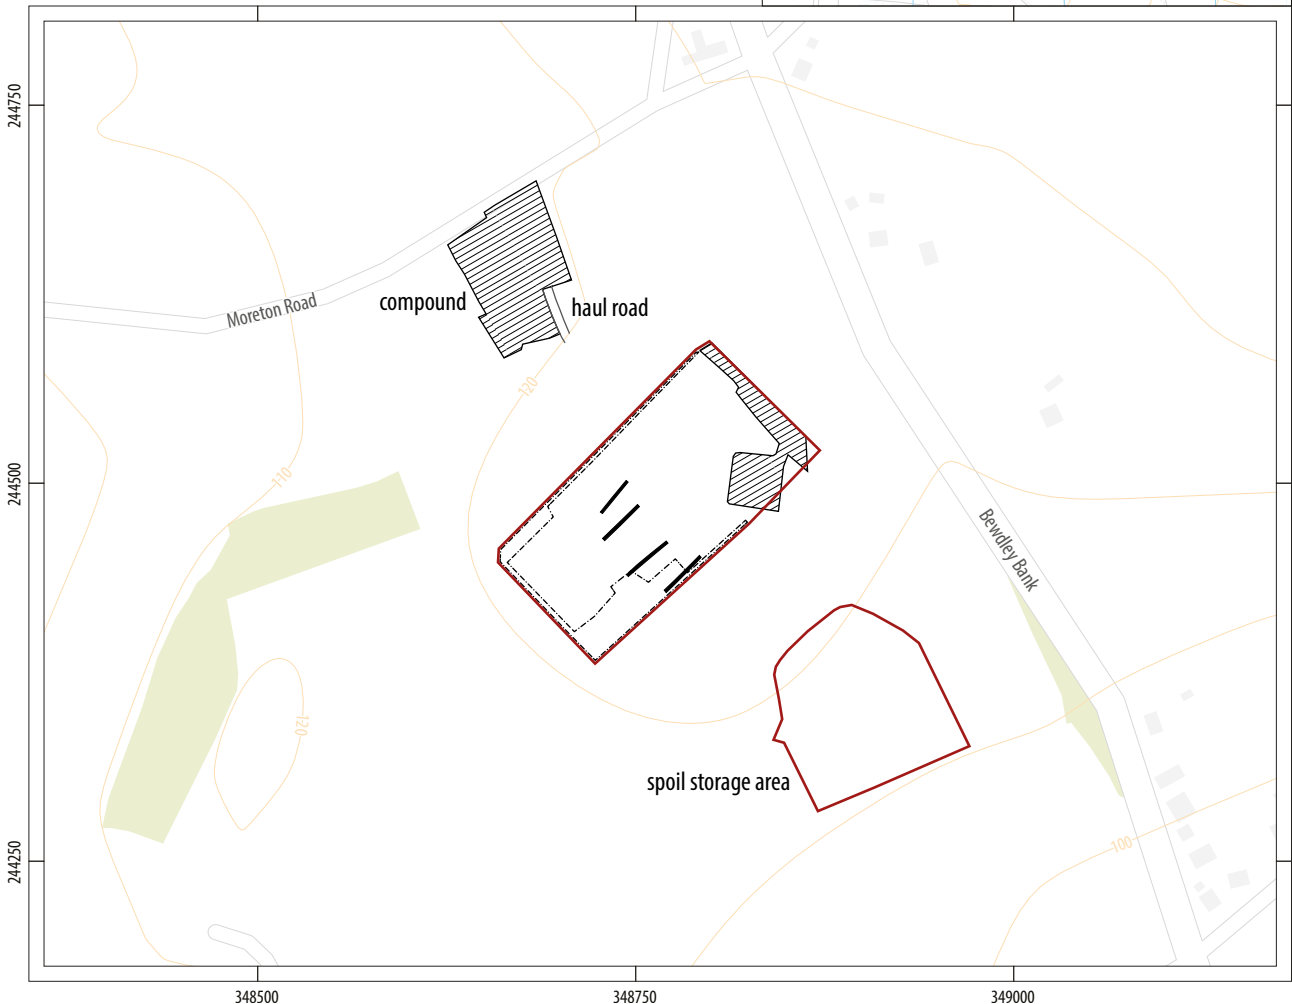 244750
Moreton Road
compound
haul road
120
110
244500
Bewdley Bank
120
spoil storage area
100
244250
348500
348750
349000